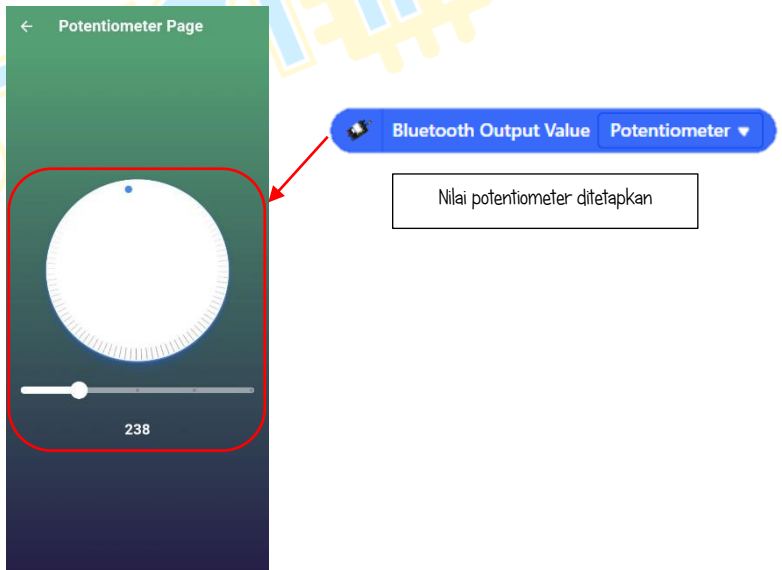 ← Potentiometer Page
Bluetooth Output Value Potentiometer ▾
Nilai potentiometer ditetapkan
238